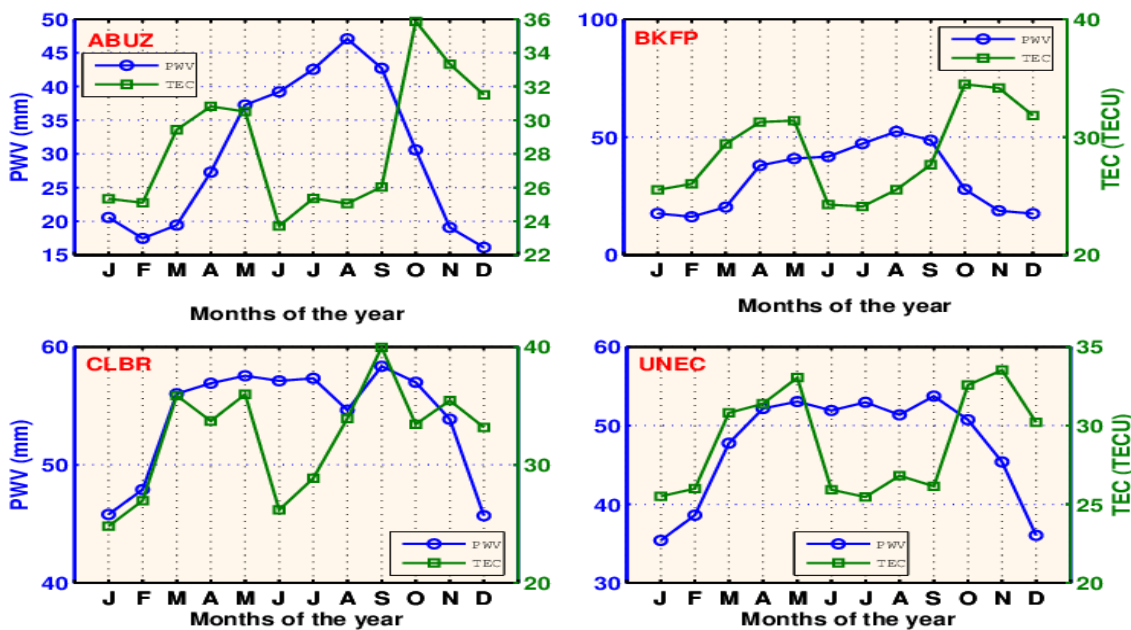 ABUZ
PWV
TEC
PWV (mm)
50
45
40
35
30
25
20
15
36
34
32
30
28
26
24
22
J F M A M J J A S O N D
Months of the year
BKFP
PWV
TEC
100
50
0
40
30
20
TEC (TECU)
J F M A M J J A S O N D
Months of the year
CLBR
PWV
TEC
PWV (mm)
60
50
40
40
30
20
J F M A M J J A S O N D
Months of the year
UNEC
PWV
TEC
60
50
40
30
35
30
25
20
TEC (TECU)
J F M A M J J A S O N D
Months of the year